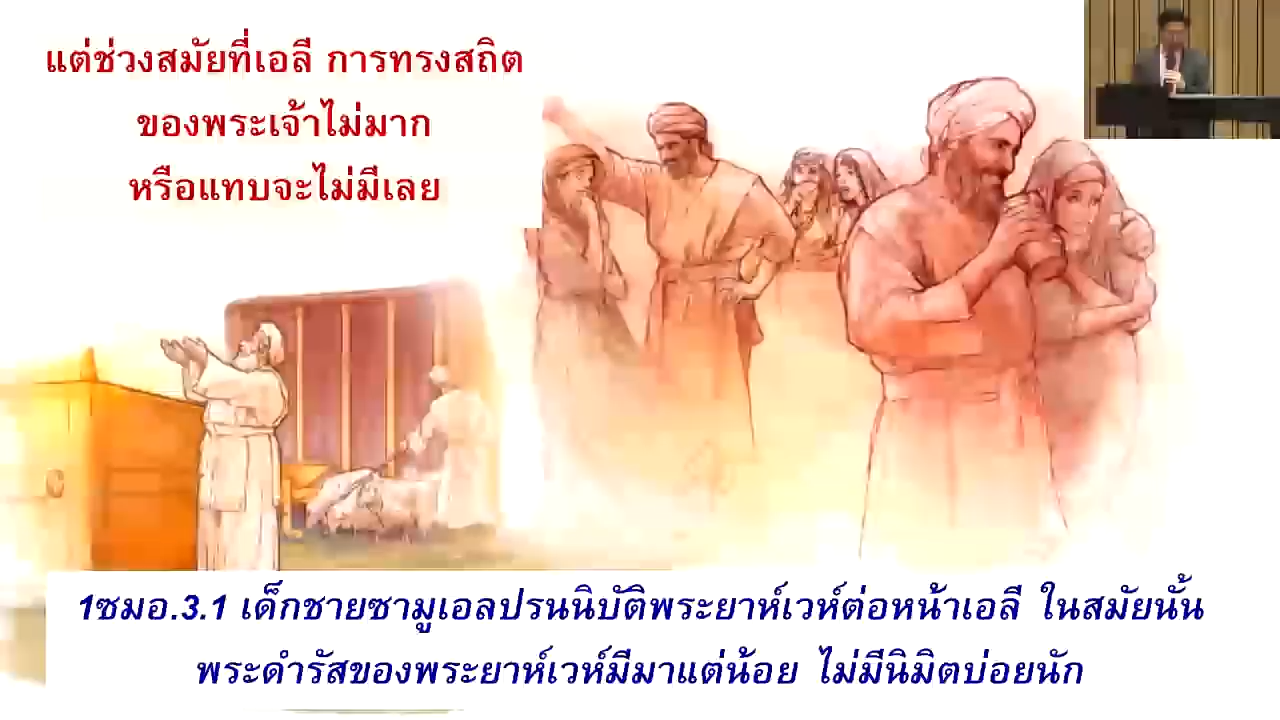 แต่ช่วงสมัยที่เอลี การทรงสถิต
ของพระเจ้าไม่มาก
หรือแทบจะไม่มีเลย
1ซมอ.3.1 เด็กชายซามูเอลปรนนิบัติพระยาห์เวห์ต่อหน้าเอลี ในสมัยนั้น
พระดำรัสของพระยาห์เวห์มีมาแต่น้อย ไม่มีนิมิตบ่อยนัก